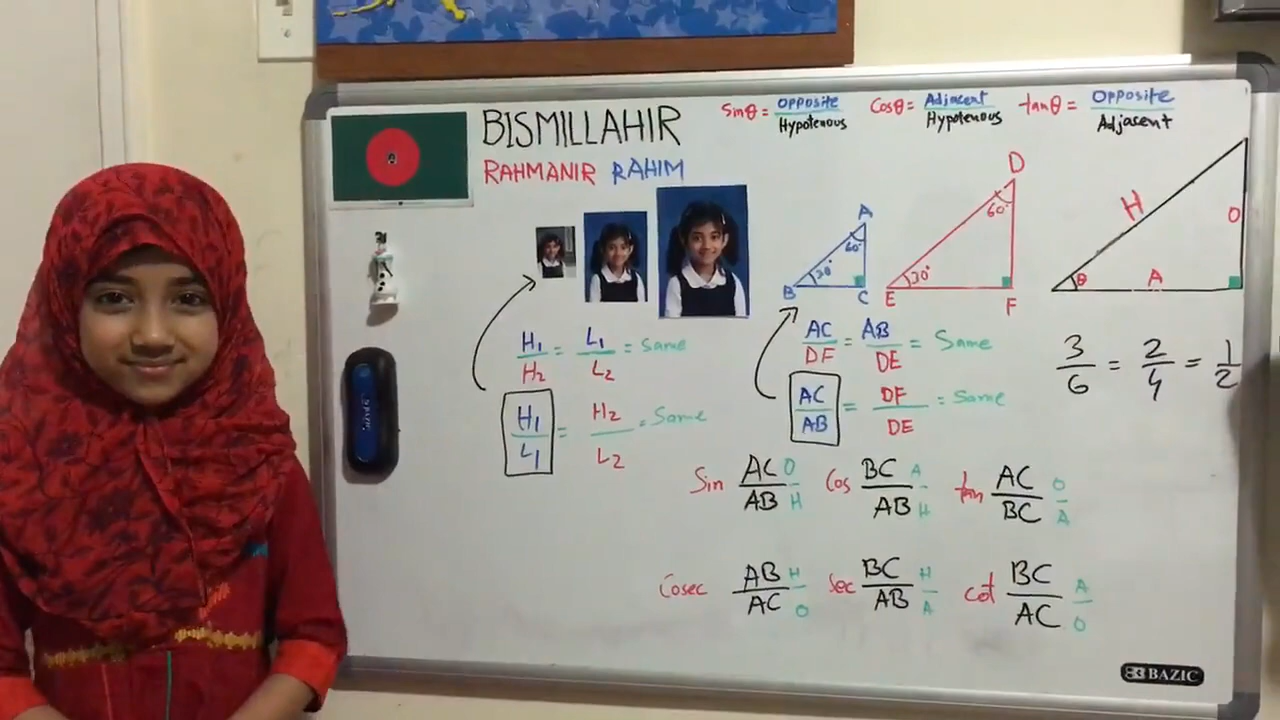 BISMILLAHIR
RAHMANIR RAHIM
Sinθ = Opposite / Hypotenous Cosθ = Adjacent / Hypotenous tanθ = Opposite / Adjacent
A
60°
30°
B C
D
60°
30°
E F
H
O
θ A
H1/H2 = L1/L2 = Same
H1/L1 = H2/L2 = Same
AC/DF = AB/DE = Same
AC/AB = DF/DE = Same
3/6 = 2/4 = 1/2
Sin AC/AB O/H Cos BC/AB A/H tan AC/BC O/A
Cosec AB/AC H/O Sec BC/AB H/A cot BC/AC A/O
BAZIC